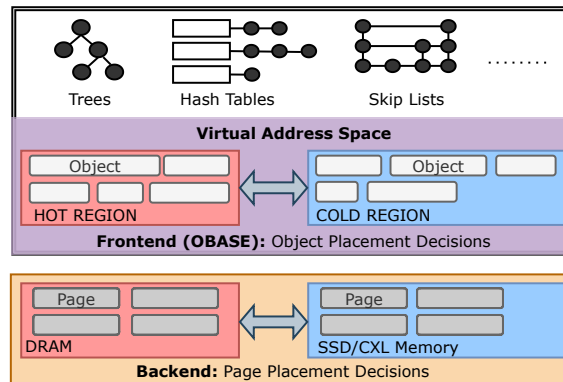 Trees
Hash Tables
Skip Lists
........
Virtual Address Space
Object
Object
HOT REGION
COLD REGION
Frontend (OBASE): Object Placement Decisions
Page
Page
DRAM
SSD/CXL Memory
Backend: Page Placement Decisions